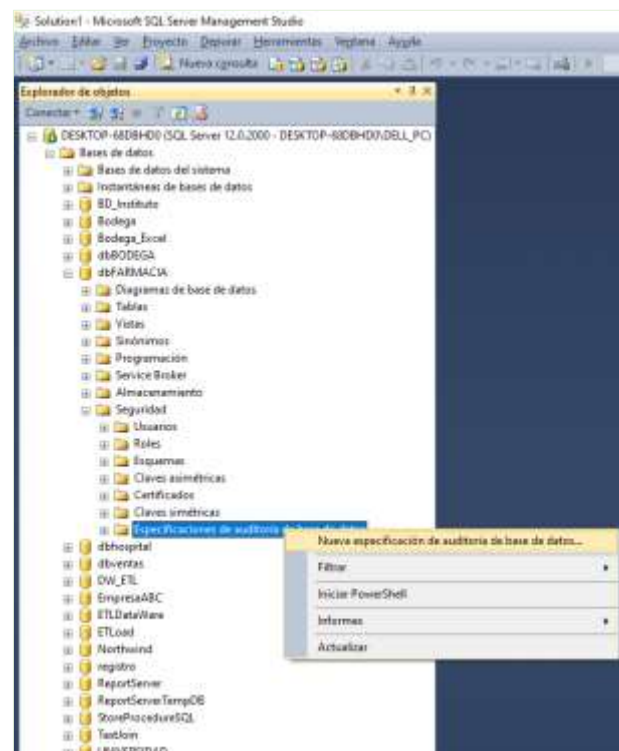 Solution1 - Microsoft SQL Server Management Studio
Archivo Editar Ver Proyecto Depurar Herramientas Ventana Ayuda
Nueva consulta
Explorador de objetos
Conectar
DESKTOP-68DBHD0 (SQL Server 12.0.2000 - DESKTOP-68DBHD0\DELL_PC)
Bases de datos
Bases de datos del sistema
Instantáneas de bases de datos
BD_Instituto
Bodega
Bodega_Excel
dbBODEGA
dbFARMACIA
Diagramas de base de datos
Tablas
Vistas
Sinónimos
Programación
Service Broker
Almacenamiento
Seguridad
Usuarios
Roles
Esquemas
Claves asimétricas
Certificados
Claves simétricas
Especificaciones de auditoría de base de datos
Nueva especificación de auditoría de base de datos...
Filtrar
Iniciar PowerShell
Informes
Actualizar
dbhospital
dbventas
DW_ETL
EmpresaABC
ETLDataWare
ETLoad
Northwind
registro
ReportServer
ReportServerTempDB
StoreProcedureSQL
TestJoin
UNIVERSIDAD